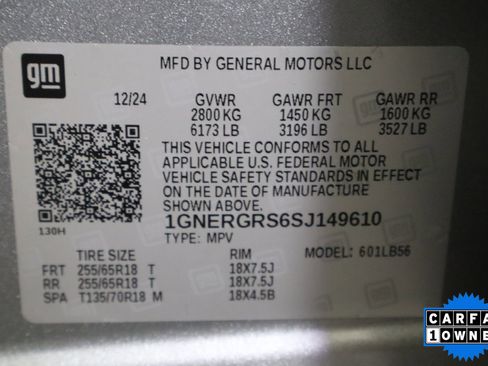 gm
MFD BY GENERAL MOTORS LLC
12/24 GVWR GAWR FRT GAWR RR
2800 KG 1450 KG 1600 KG
6173 LB 3196 LB 3527 LB
THIS VEHICLE CONFORMS TO ALL
APPLICABLE U.S. FEDERAL MOTOR
VEHICLE SAFETY STANDARDS IN EFFECT
ON THE DATE OF MANUFACTURE
SHOWN ABOVE.
130H
1GNERGRS6SJ149610
TYPE: MPV MODEL: 601LB56
TIRE SIZE RIM
FRT 255/65R18 T 18X7.5J
RR 255/65R18 T 18X7.5J
SPA T135/70R18 M 18X4.5B
CARFA
1 OWNE